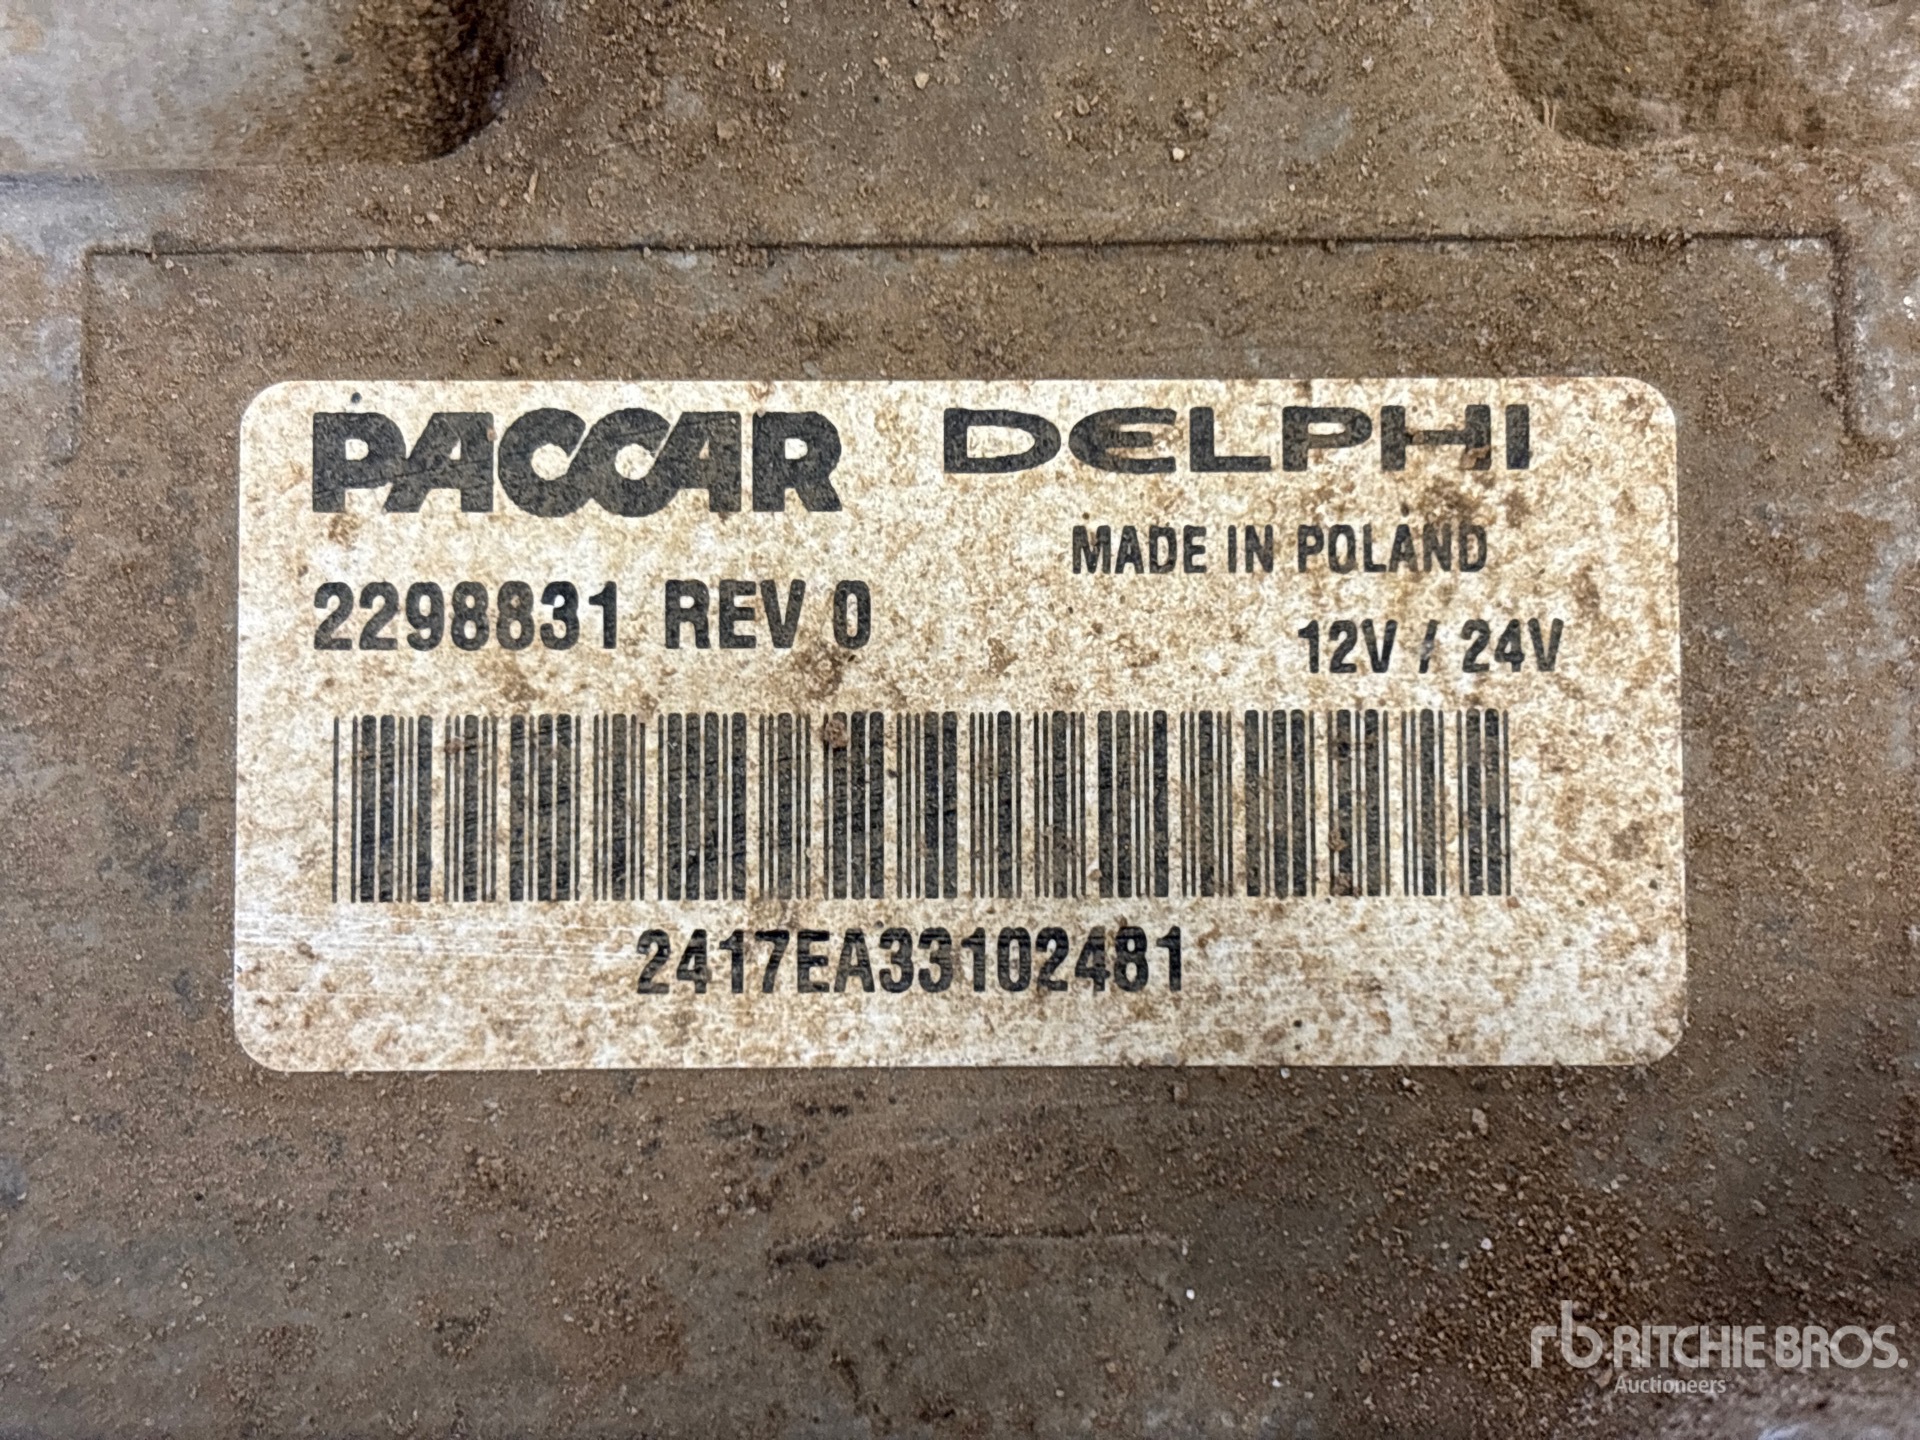 PACCAR DELPHI
MADE IN POLAND
2298831 REV 0
12V / 24V
2417EA33102481
rb RITCHIE BROS.
Auctioneers